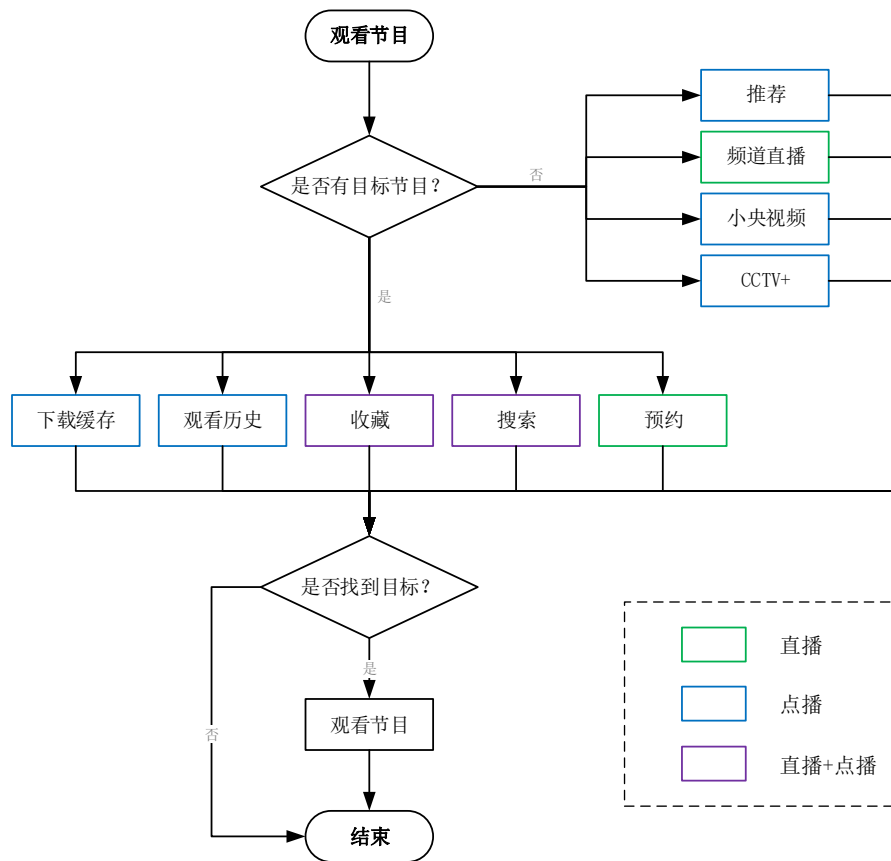 观看节目
推荐
频道直播
是否有目标节目?
否
小央视频
CCTV+
是
下载缓存
观看历史
收藏
搜索
预约
是否找到目标?
直播
是
点播
观看节目
否
直播+点播
结束